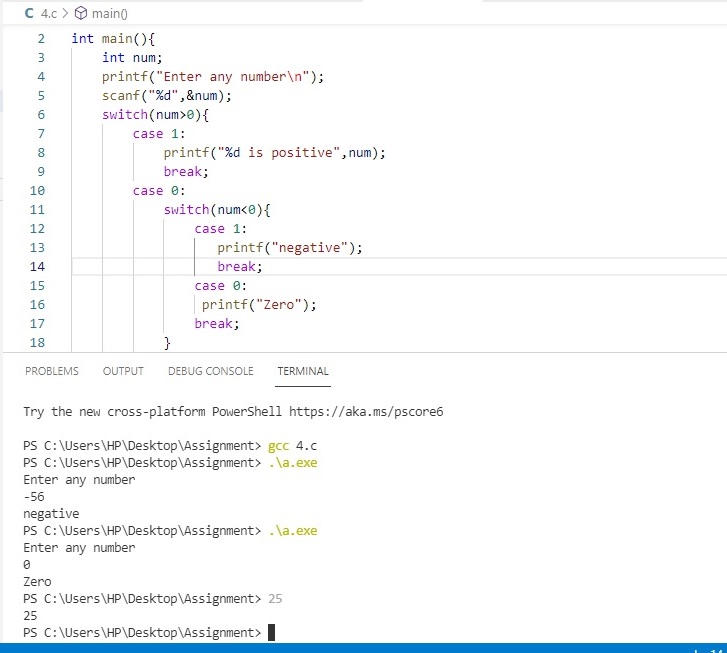 C 4.c > main()
2 int main(){
3 int num;
4 printf("Enter any number\n");
5 scanf("%d",&num);
6 switch(num>0){
7 case 1:
8 printf("%d is positive",num);
9 break;
10 case 0:
11 switch(num<0){
12 case 1:
13 printf("negative");
14 break;
15 case 0:
16 printf("Zero");
17 break;
18 }
PROBLEMS OUTPUT DEBUG CONSOLE TERMINAL
Try the new cross-platform PowerShell https://aka.ms/pscore6
PS C:\Users\HP\Desktop\Assignment> gcc 4.c
PS C:\Users\HP\Desktop\Assignment> .\a.exe
Enter any number
-56
negative
PS C:\Users\HP\Desktop\Assignment> .\a.exe
Enter any number
0
Zero
PS C:\Users\HP\Desktop\Assignment> 25
25
PS C:\Users\HP\Desktop\Assignment>